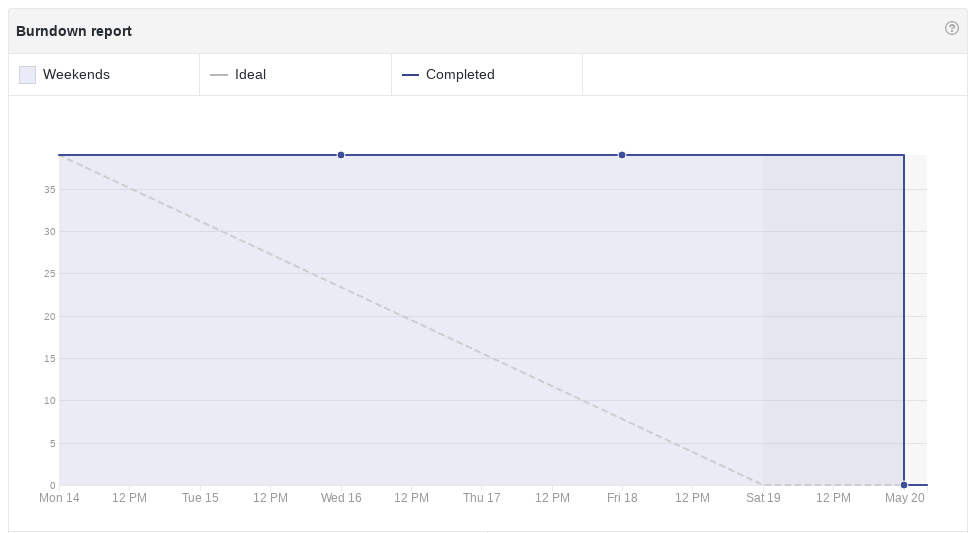 Burndown report
Weekends
Ideal
Completed
35
30
25
20
15
10
5
0
Mon 14 12 PM Tue 15 12 PM Wed 16 12 PM Thu 17 12 PM Fri 18 12 PM Sat 19 12 PM May 20